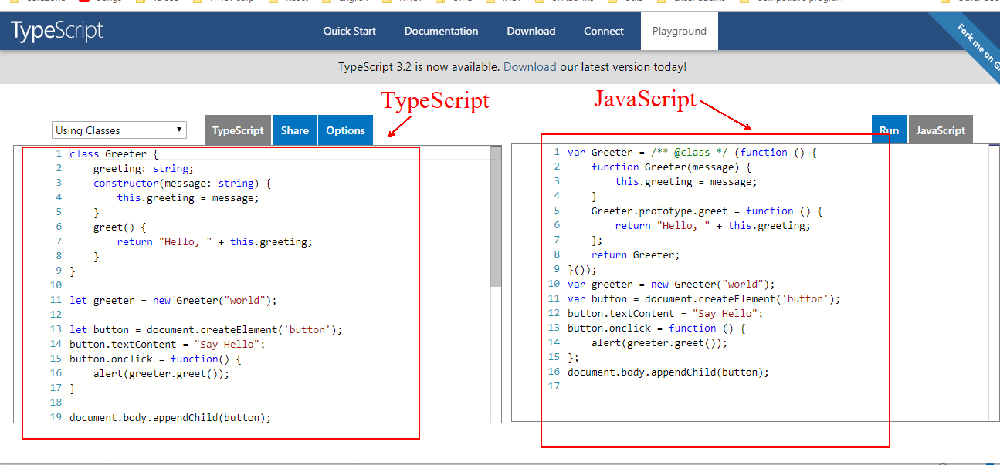 TypeScript
Quick Start Documentation Download Connect Playground
Fork me on G
TypeScript 3.2 is now available. Download our latest version today!
TypeScript
JavaScript
Using Classes TypeScript Share Options
Run JavaScript
1 class Greeter {
2 greeting: string;
3 constructor(message: string) {
4 this.greeting = message;
5 }
6 greet() {
7 return "Hello, " + this.greeting;
8 }
9 }
10
11 let greeter = new Greeter("world");
12
13 let button = document.createElement('button');
14 button.textContent = "Say Hello";
15 button.onclick = function() {
16 alert(greeter.greet());
17 }
18
19 document.body.appendChild(button);
1 var Greeter = /** @class */ (function () {
2 function Greeter(message) {
3 this.greeting = message;
4 }
5 Greeter.prototype.greet = function () {
6 return "Hello, " + this.greeting;
7 };
8 return Greeter;
9 }());
10 var greeter = new Greeter("world");
11 var button = document.createElement('button');
12 button.textContent = "Say Hello";
13 button.onclick = function () {
14 alert(greeter.greet());
15 };
16 document.body.appendChild(button);
17